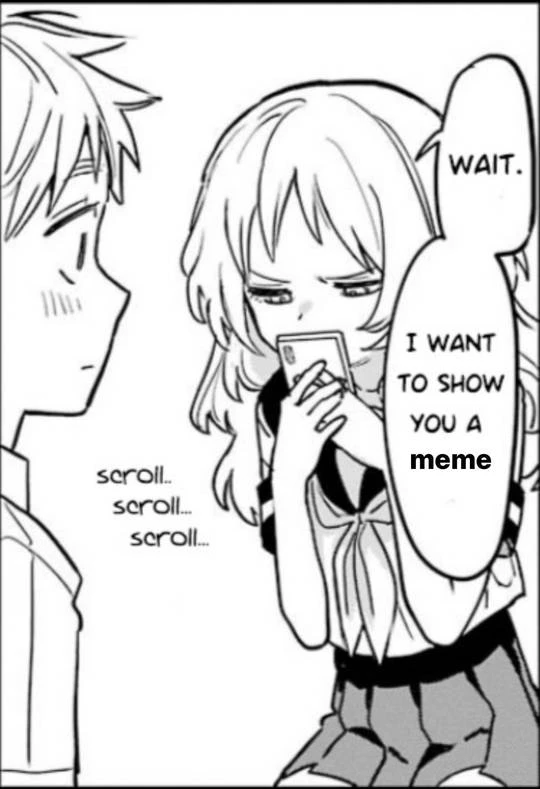 WAIT.
I WANT
TO SHOW
YOU A
meme
scroll..
scroll...
scroll...